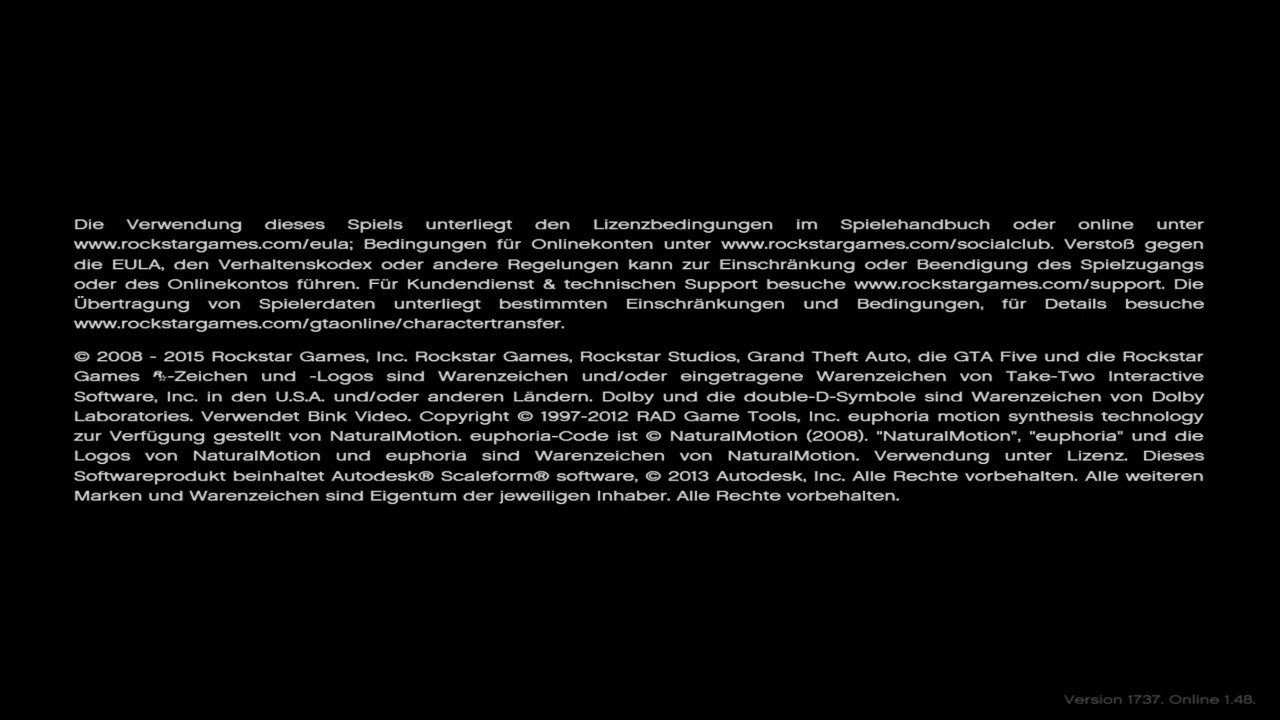 Die Verwendung dieses Spiels unterliegt den Lizenzbedingungen im Spielehandbuch oder online unter
www.rockstargames.com/eula; Bedingungen für Onlinekonten unter www.rockstargames.com/socialclub. Verstoß gegen
die EULA, den Verhaltenskodex oder andere Regelungen kann zur Einschränkung oder Beendigung des Spielzugangs
oder des Onlinekontos führen. Für Kundendienst & technischen Support besuche www.rockstargames.com/support. Die
Übertragung von Spielerdaten unterliegt bestimmten Einschränkungen und Bedingungen, für Details besuche
www.rockstargames.com/gtaonline/charactertransfer.
© 2008 - 2015 Rockstar Games, Inc. Rockstar Games, Rockstar Studios, Grand Theft Auto, die GTA Five und die Rockstar
Games R*-Zeichen und -Logos sind Warenzeichen und/oder eingetragene Warenzeichen von Take-Two Interactive
Software, Inc. in den U.S.A. und/oder anderen Ländern. Dolby und die double-D-Symbole sind Warenzeichen von Dolby
Laboratories. Verwendet Bink Video. Copyright © 1997-2012 RAD Game Tools, Inc. euphoria motion synthesis technology
zur Verfügung gestellt von NaturalMotion. euphoria-Code ist © NaturalMotion (2008). "NaturalMotion", "euphoria" und die
Logos von NaturalMotion und euphoria sind Warenzeichen von NaturalMotion. Verwendung unter Lizenz. Dieses
Softwareprodukt beinhaltet Autodesk® Scaleform® software, © 2013 Autodesk, Inc. Alle Rechte vorbehalten. Alle weiteren
Marken und Warenzeichen sind Eigentum der jeweiligen Inhaber. Alle Rechte vorbehalten.
Version 1737. Online 1.48.